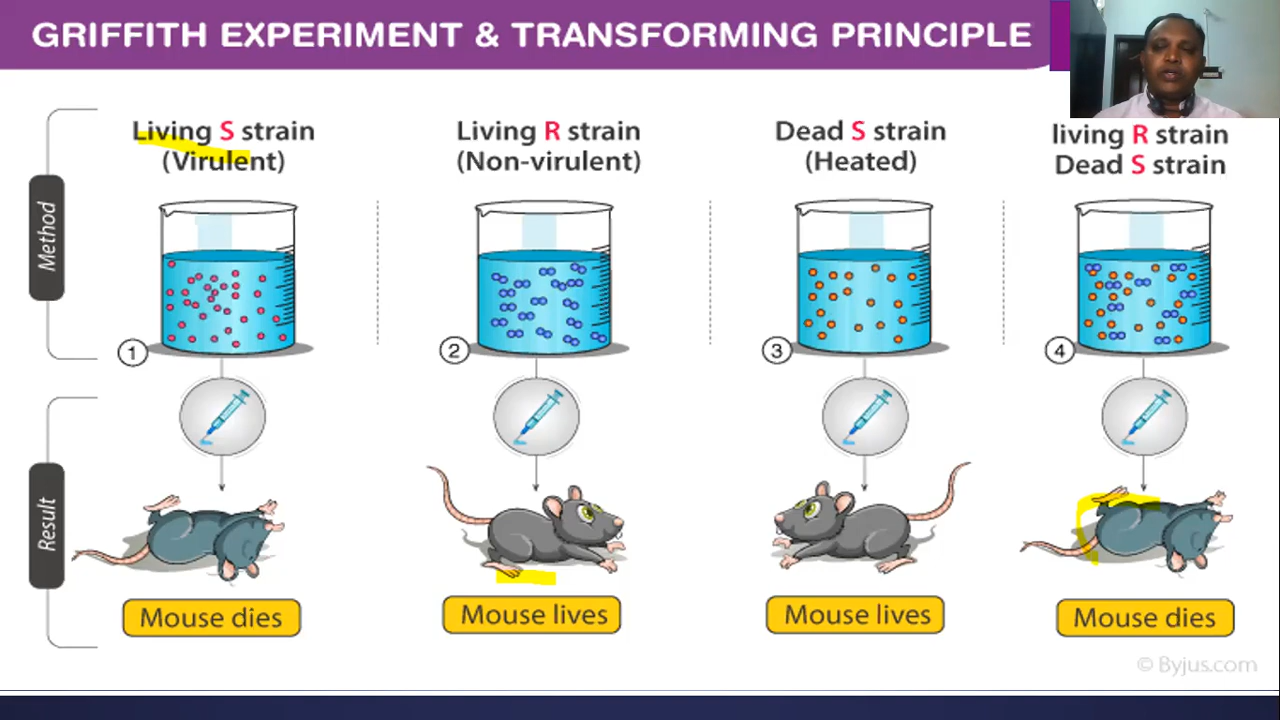 GRIFFITH EXPERIMENT & TRANSFORMING PRINCIPLE
Method
Living S strain
(Virulent)
Living R strain
(Non-virulent)
Dead S strain
(Heated)
living R strain
Dead S strain
1
2
3
4
Result
Mouse dies
Mouse lives
Mouse lives
Mouse dies
© Byjus.com